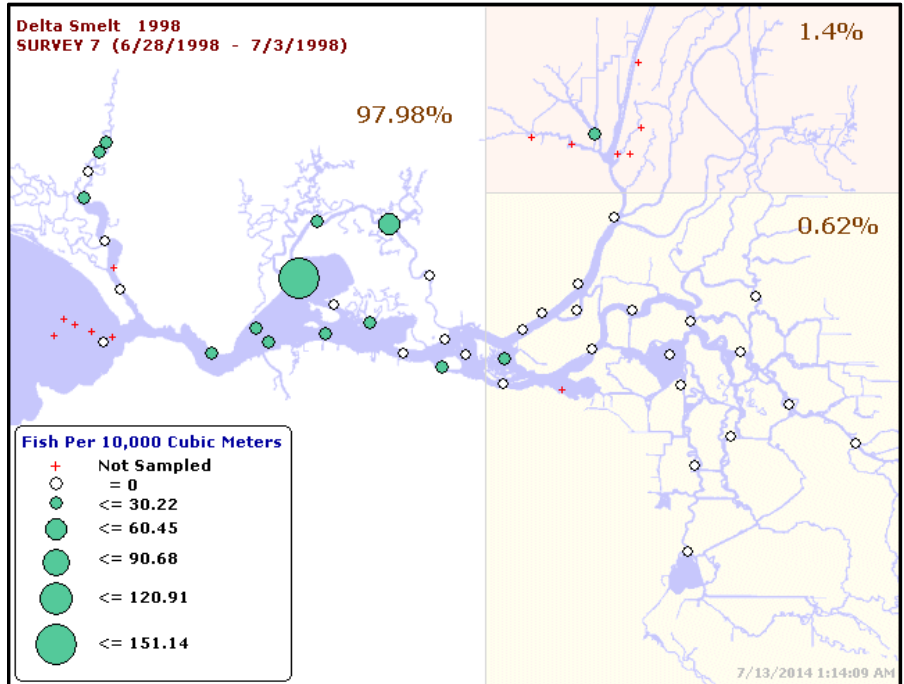 Delta Smelt 1998
SURVEY 7 (6/28/1998 - 7/3/1998)
1.4%
97.98%
0.62%
Fish Per 10,000 Cubic Meters
Not Sampled
= 0
<= 30.22
<= 60.45
<= 90.68
<= 120.91
<= 151.14
7/13/2014 1:14:09 AM